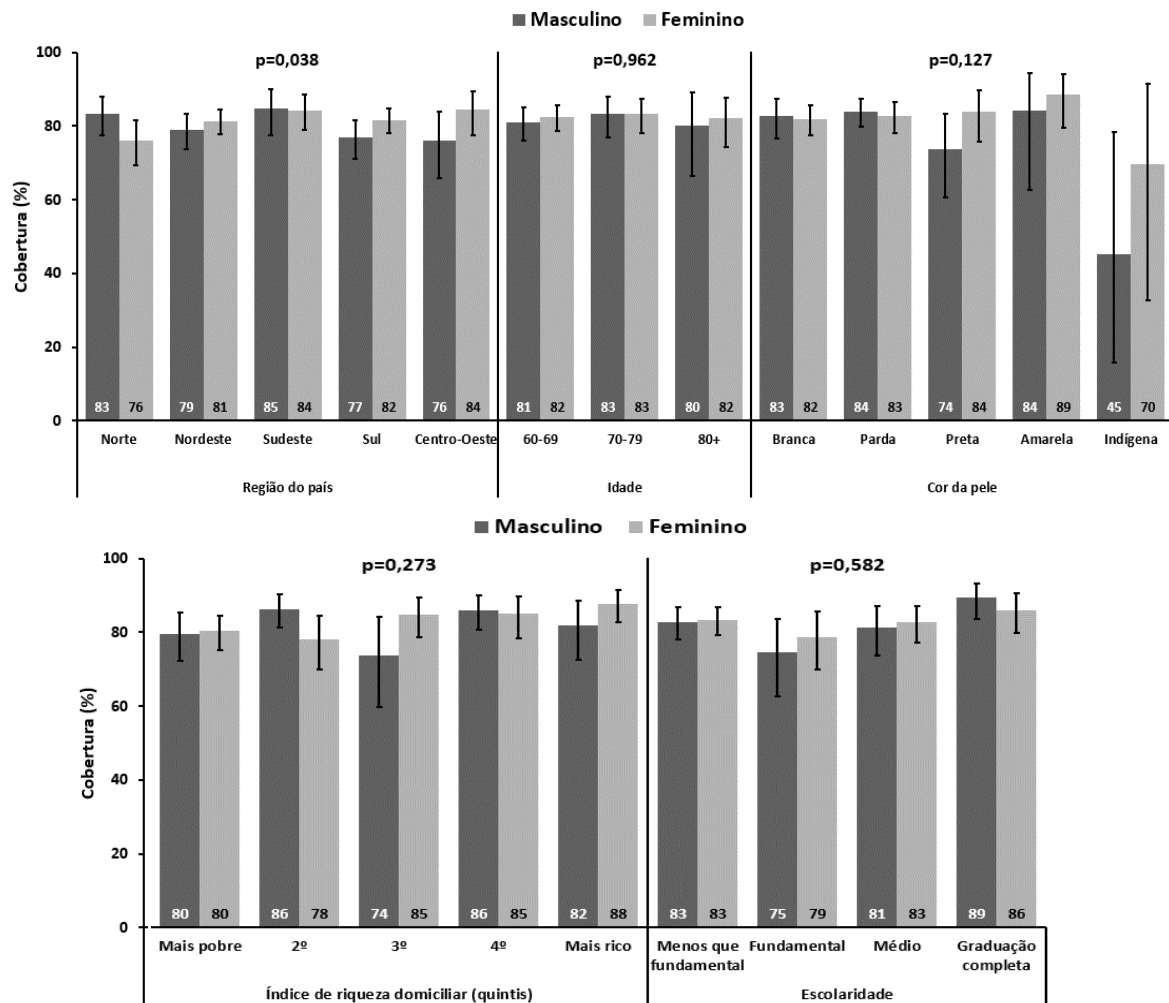 Masculino Feminino
p=0,038 p=0,962 p=0,127
Cobertura (%)
100
80
60
40
20
0
83 76 79 81 85 84 77 82 76 84 81 82 83 83 80 82 83 82 84 83 74 84 84 89 45 70
Norte Nordeste Sudeste Sul Centro-Oeste 60-69 70-79 80+ Branca Parda Preta Amarela Indígena
Região do país Idade Cor da pele
Masculino Feminino
p=0,273 p=0,582
Cobertura (%)
100
80
60
40
20
0
80 80 86 78 74 85 86 85 82 88 83 83 75 79 81 83 89 86
Mais pobre 2º 3º 4º Mais rico Menos que Fundamental Médio Graduação
fundamental completa
Índice de riqueza domiciliar (quintis) Escolaridade